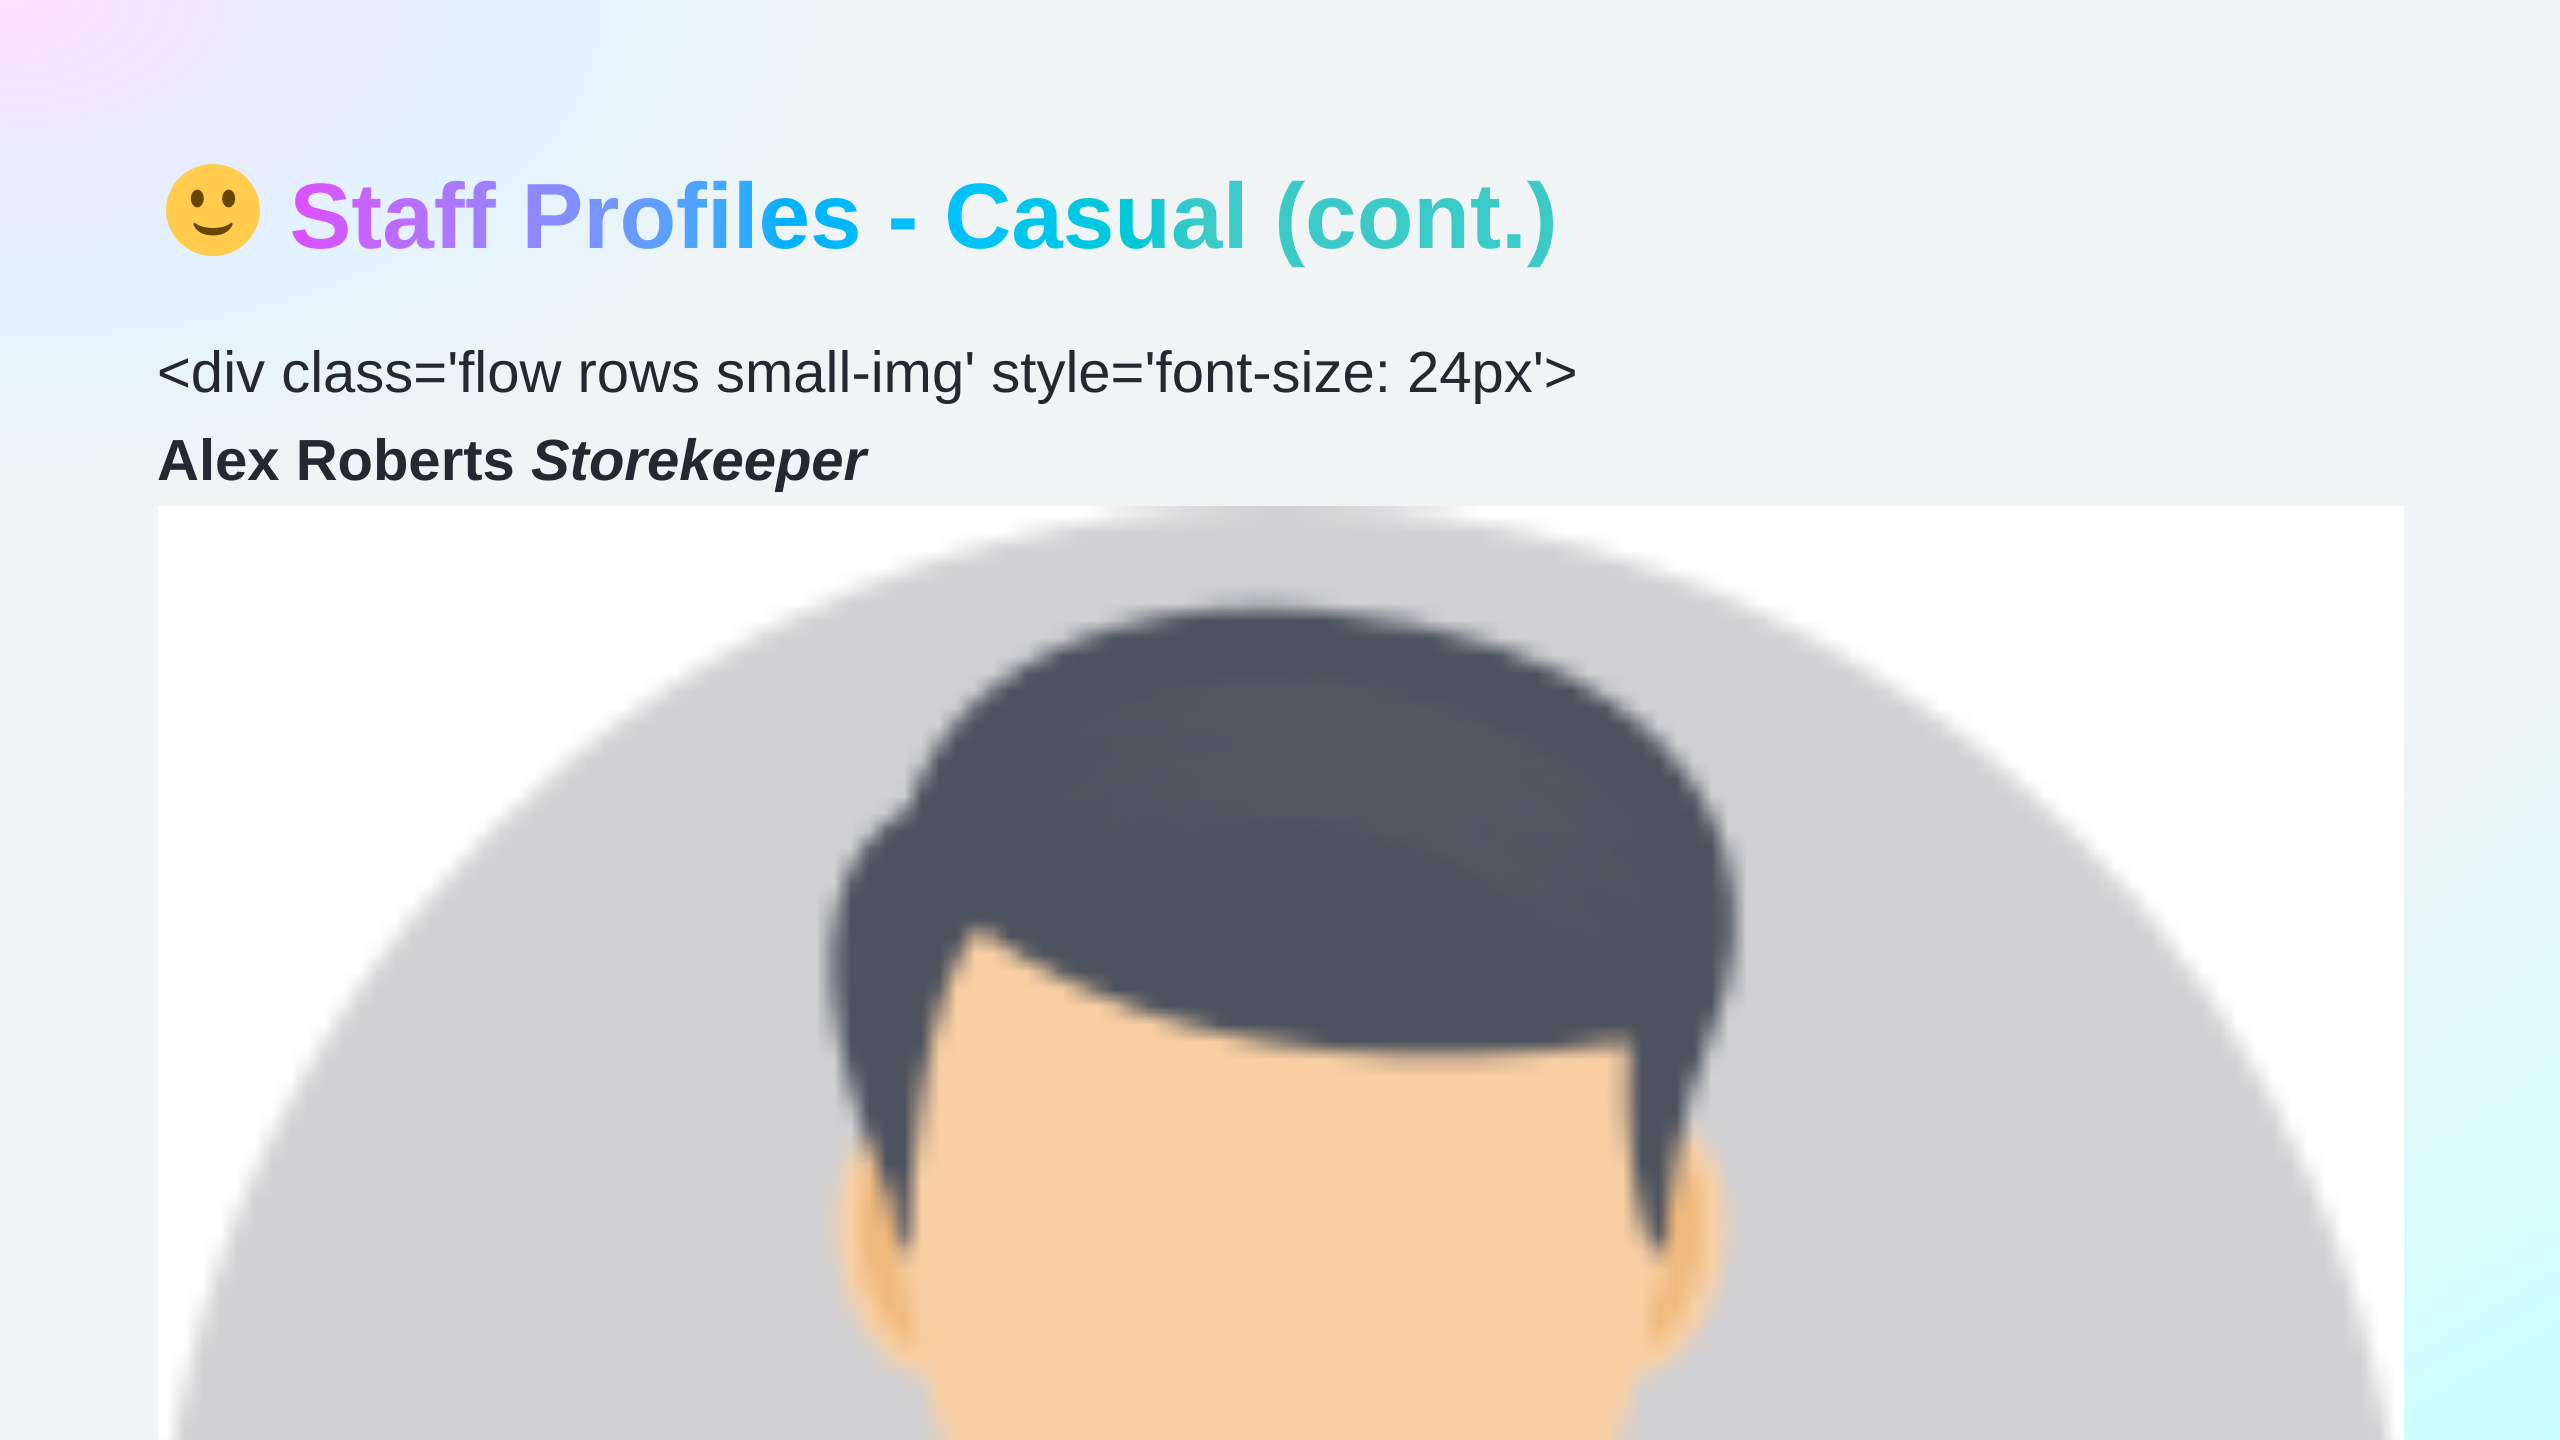 🙂 Staff Profiles - Casual (cont.)
<div class='flow rows small-img' style='font-size: 24px'>
Alex Roberts Storekeeper